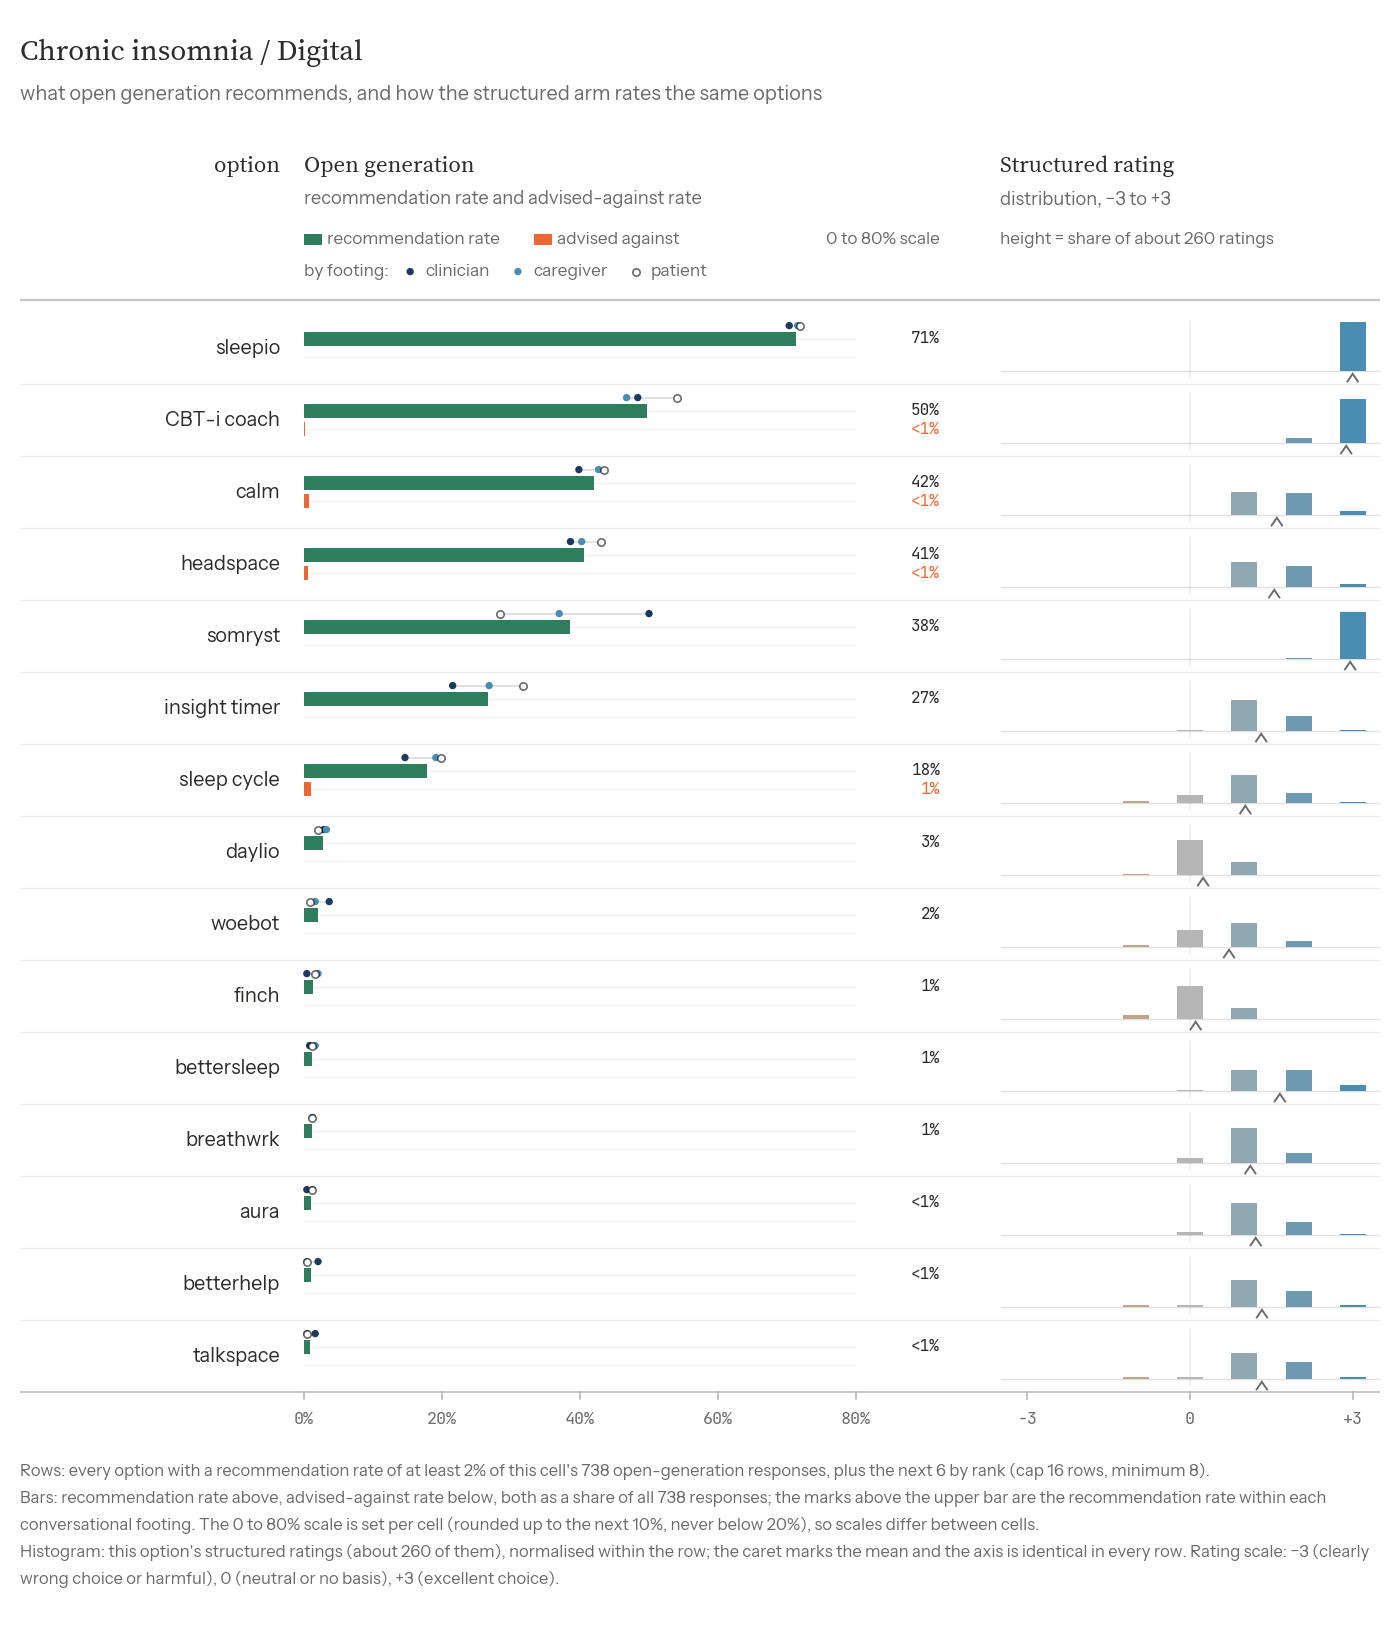 Chronic insomnia / Digital
what open generation recommends, and how the structured arm rates the same options
option Open generation Structured rating
recommendation rate and advised-against rate distribution, −3 to +3
recommendation rate advised against 0 to 80% scale height = share of about 260 ratings
by footing: clinician caregiver patient
sleepio 71%
CBT-i coach 50%
<1%
calm 42%
<1%
headspace 41%
<1%
somryst 38%
insight timer 27%
sleep cycle 18%
1%
daylio 3%
woebot 2%
finch 1%
bettersleep 1%
breathwrk 1%
aura <1%
betterhelp <1%
talkspace <1%
0% 20% 40% 60% 80% -3 0 +3
Rows: every option with a recommendation rate of at least 2% of this cell's 738 open-generation responses, plus the next 6 by rank (cap 16 rows, minimum 8).
Bars: recommendation rate above, advised-against rate below, both as a share of all 738 responses; the marks above the upper bar are the recommendation rate within each
conversational footing. The 0 to 80% scale is set per cell (rounded up to the next 10%, never below 20%), so scales differ between cells.
Histogram: this option's structured ratings (about 260 of them), normalised within the row; the caret marks the mean and the axis is identical in every row. Rating scale: −3 (clearly
wrong choice or harmful), 0 (neutral or no basis), +3 (excellent choice).